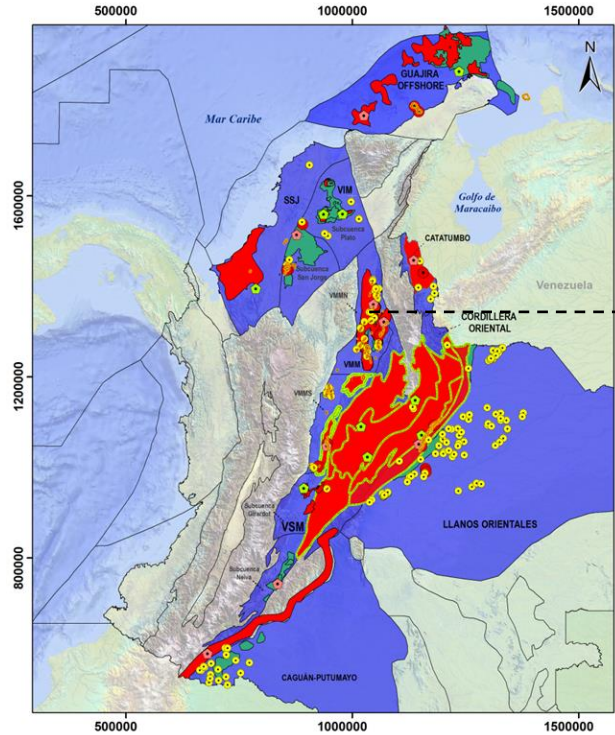 500000 1000000 1500000
N
GUAJIRA
OFFSHORE
Mar Caribe
1600000
SSJ
VIM
Golfo de
Maracaibo
Subcuenca
Plato
CATATUMBO
Subcuenca
San Jorge
Venezuela
VMMN
CORDILLERA
ORIENTAL
VMM
1200000
VMMS
Subcuenca
Girardot
VSM
LLANOS ORIENTALES
800000
Subcuenca
Neiva
CAGUÁN-PUTUMAYO
500000 1000000 1500000